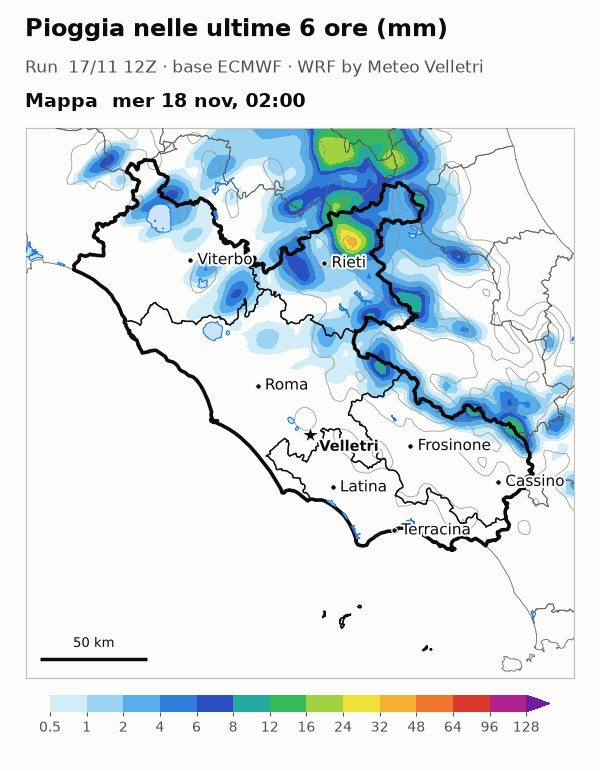 Pioggia nelle ultime 6 ore (mm)
Run  17/11 12Z · base ECMWF · WRF by Meteo Velletri
Mappa  mer 18 nov, 02:00
Viterbo
Rieti
Roma
Velletri
Frosinone
Latina
Cassino
Terracina
50 km
0.5 1 2 4 6 8 12 16 24 32 48 64 96 128